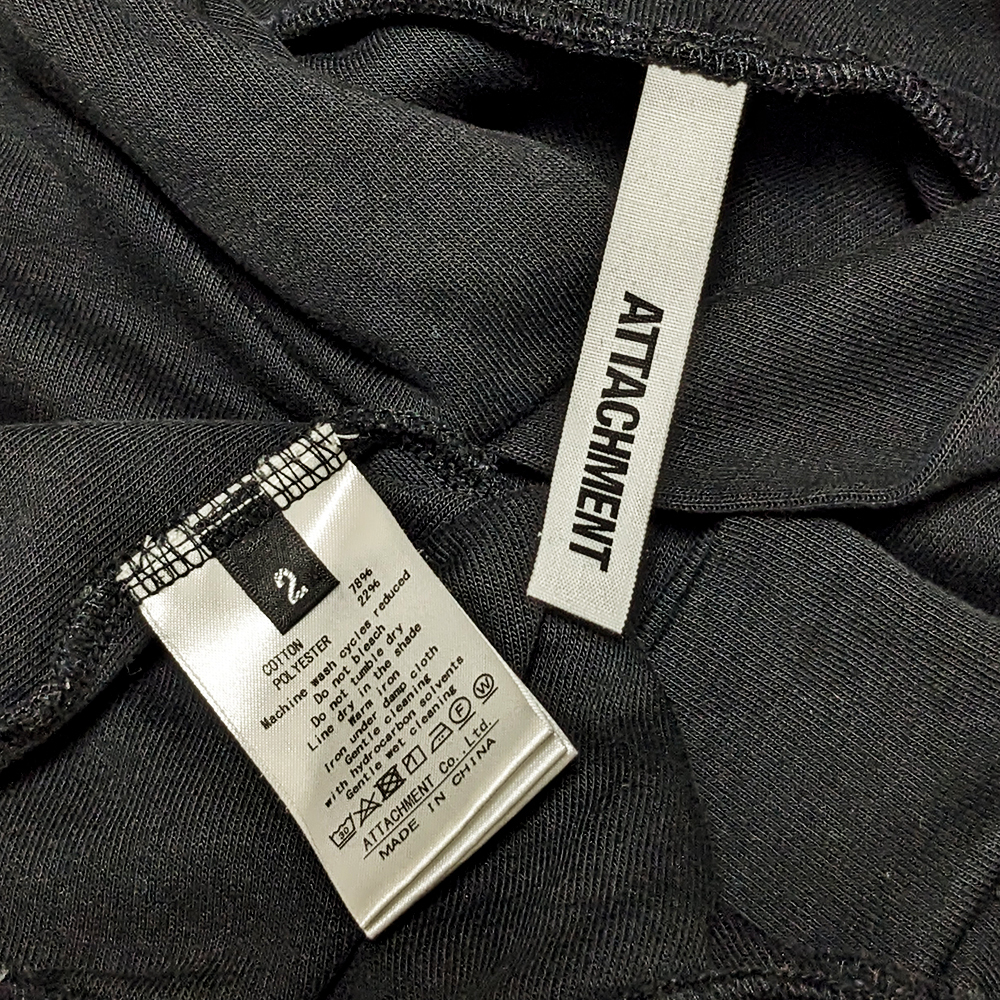 ATTACHMENT
2
COTTON 78%
POLYESTER 22%
Machine wash cycles reduced
Do not bleach
Do not tumble dry
Line dry in the shade
Warm iron
Iron under damp cloth
Gentle cleaning
with hydrocarbon solvents
Gentle wet cleaning
30 F W
ATTACHMENT Co.,Ltd.
MADE IN CHINA